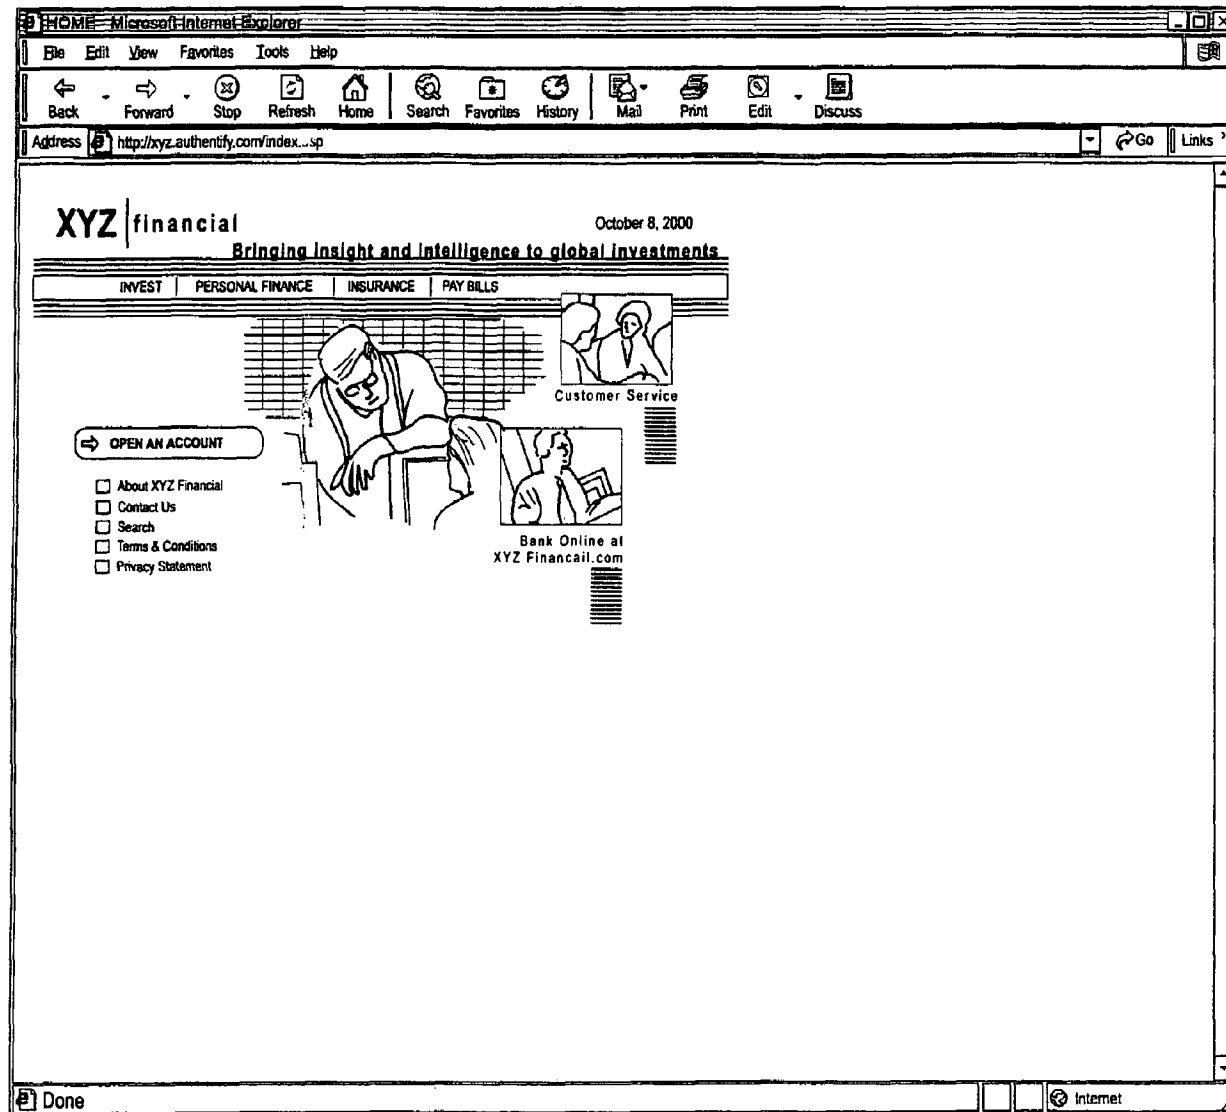 HOME - Microsoft Internet Explorer
File Edit View Favorites Tools Help
Back Forward Stop Refresh Home Search Favorites History Mail Print Edit Discuss
Address http://xyz.authentify.com/index...sp Go Links »
XYZ financial October 8, 2000
Bringing insight and intelligence to global investments
INVEST PERSONAL FINANCE INSURANCE PAY BILLS
Customer Service
OPEN AN ACCOUNT
About XYZ Financial
Contact Us
Search
Terms & Conditions
Privacy Statement
Bank Online at
XYZ Financail.com
Done Internet